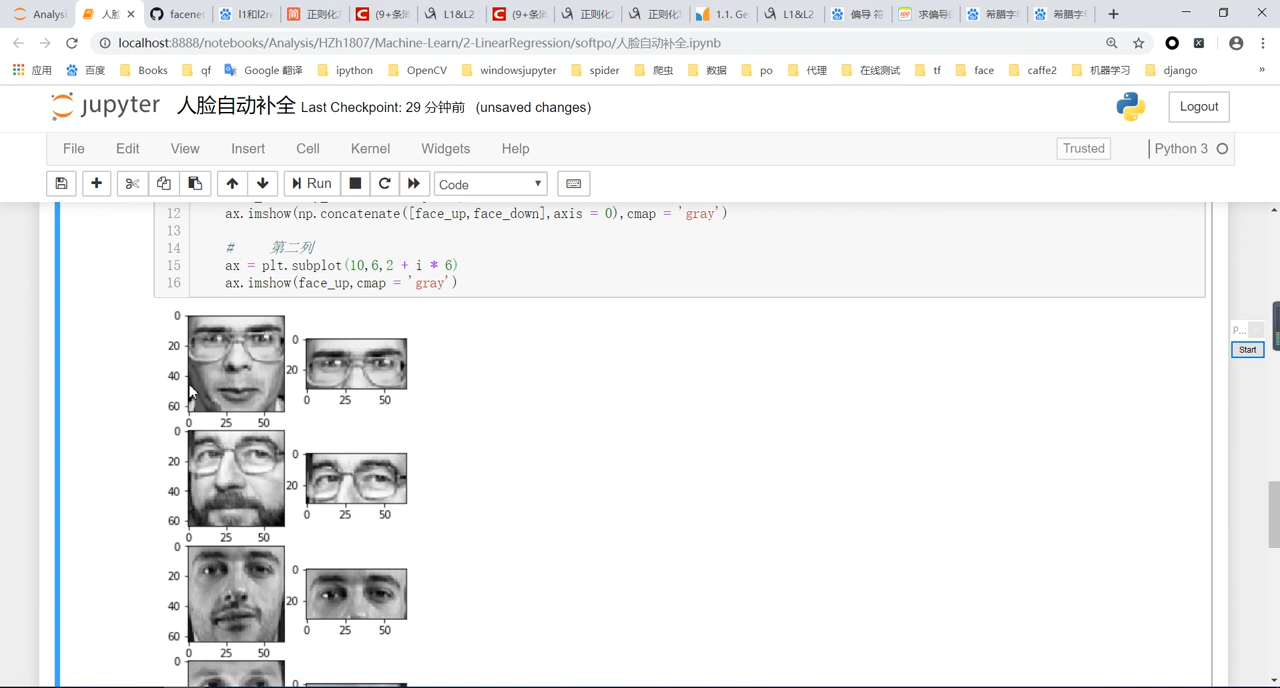 Analysi
人脸
facenet
l1和l2re
正则化
(9+条消
L1&L2
(9+条消
正则化
正则化
1.1. Ge
L1&L2
偏导 符
求偏导
希腊字
希腊字
localhost:8888/notebooks/Analysis/HZh1807/Machine-Learn/2-LinearRegression/softpo/人脸自动补全.ipynb
应用 百度 Books qf Google 翻译 ipython OpenCV windowsjupyter spider 爬虫 数据 po 代理 在线测试 tf face caffe2 机器学习 django »
jupyter 人脸自动补全 Last Checkpoint: 29 分钟前 (unsaved changes) Logout
File Edit View Insert Cell Kernel Widgets Help Trusted Python 3
Run Code
12 ax.imshow(np.concatenate([face_up,face_down],axis = 0),cmap = 'gray')
13
14 # 第二列
15 ax = plt.subplot(10,6,2 + i * 6)
16 ax.imshow(face_up,cmap = 'gray')
0
20
40
60
0 25 50
0
20
0 25 50
0
20
40
60
0 25 50
0
20
0 25 50
0
20
40
60
0 25 50
0
20
0 25 50
0
0
P...
Start